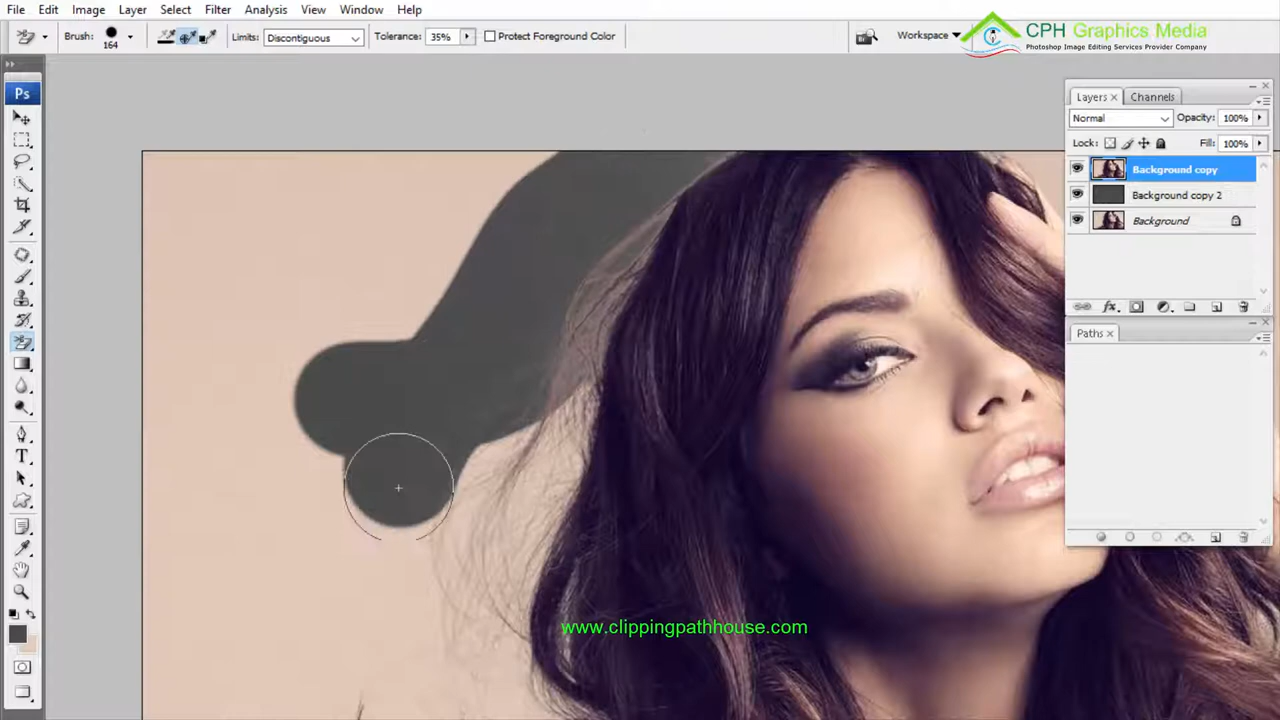 File Edit Image Layer Select Filter Analysis View Window Help
Brush: 164 Limits: Discontiguous Tolerance: 35% Protect Foreground Color Workspace
CPH Graphics Media
Photoshop Image Editing Services Provider Company
Ps
Layers Channels
Normal Opacity: 100%
Lock: Fill: 100%
Background copy
Background copy 2
Background
Paths
T
www.clippingpathhouse.com